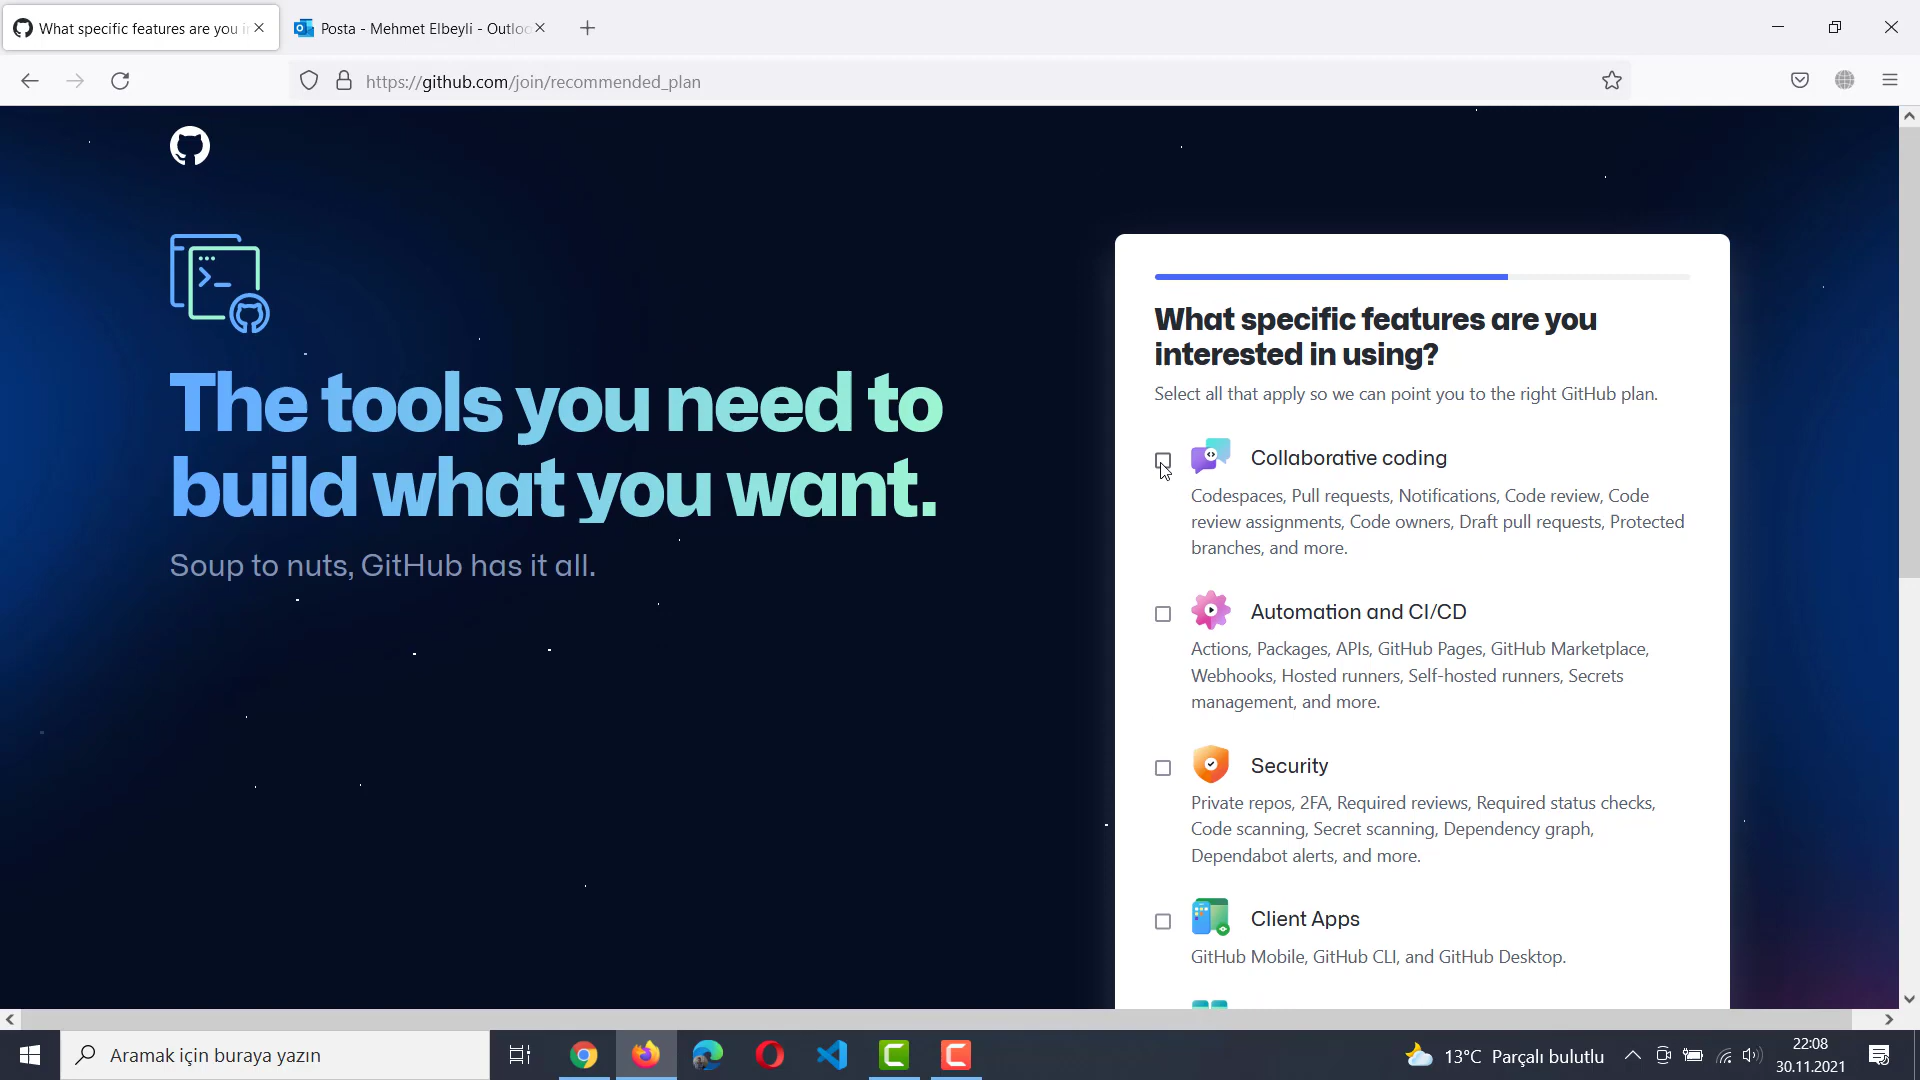 What specific features are you i
Posta - Mehmet Elbeyli - Outloo
https://github.com/join/recommended_plan
The tools you need to
build what you want.
Soup to nuts, GitHub has it all.
What specific features are you
interested in using?
Select all that apply so we can point you to the right GitHub plan.
Collaborative coding
Codespaces, Pull requests, Notifications, Code review, Code
review assignments, Code owners, Draft pull requests, Protected
branches, and more.
Automation and CI/CD
Actions, Packages, APIs, GitHub Pages, GitHub Marketplace,
Webhooks, Hosted runners, Self-hosted runners, Secrets
management, and more.
Security
Private repos, 2FA, Required reviews, Required status checks,
Code scanning, Secret scanning, Dependency graph,
Dependabot alerts, and more.
Client Apps
GitHub Mobile, GitHub CLI, and GitHub Desktop.
Aramak için buraya yazın
13°C Parçalı bulutlu
22:08
30.11.2021